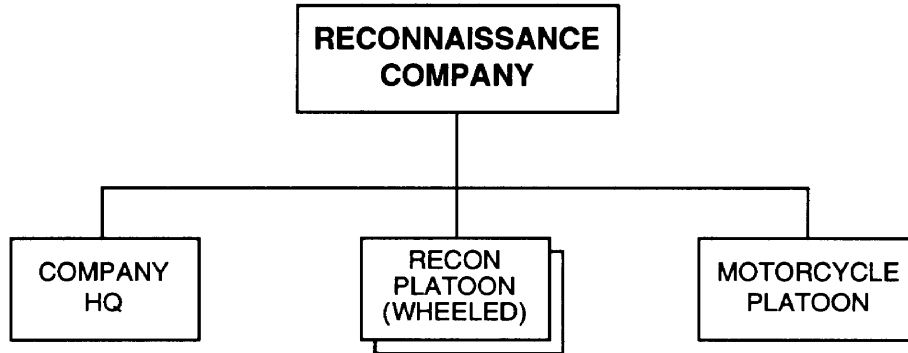 RECONNAISSANCE
COMPANY
COMPANY
HQ
RECON
PLATOON
(WHEELED)
MOTORCYCLE
PLATOON